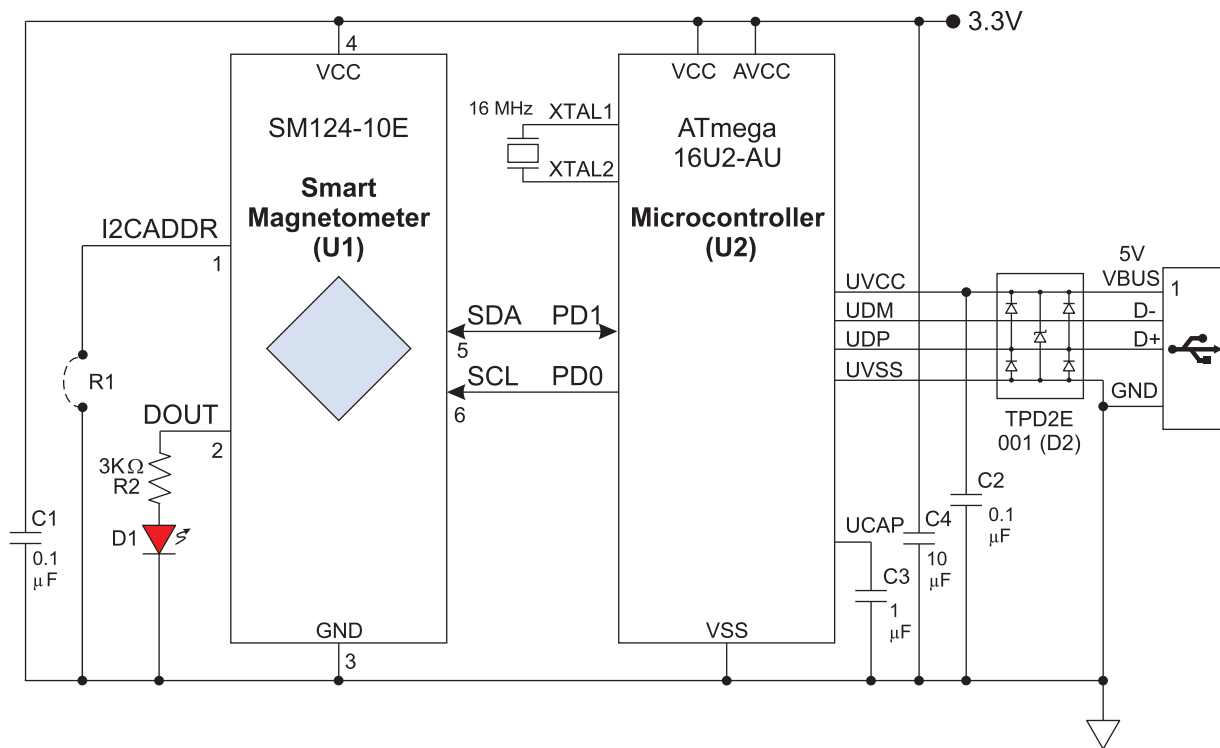 3.3V
4
VCC
SM124-10E
Smart
Magnetometer
(U1)
I2CADDR
1
R1
DOUT
2
3KΩ
R2
D1
C1
0.1
μF
GND
3
SDA
5
SCL
6
PD1
PD0
16 MHz
XTAL1
XTAL2
VCC
AVCC
ATmega
16U2-AU
Microcontroller
(U2)
UVCC
UDM
UDP
UVSS
UCAP
VSS
C3
1
μF
C4
10
μF
C2
0.1
μF
TPD2E
001 (D2)
5V
VBUS
D-
D+
GND
1